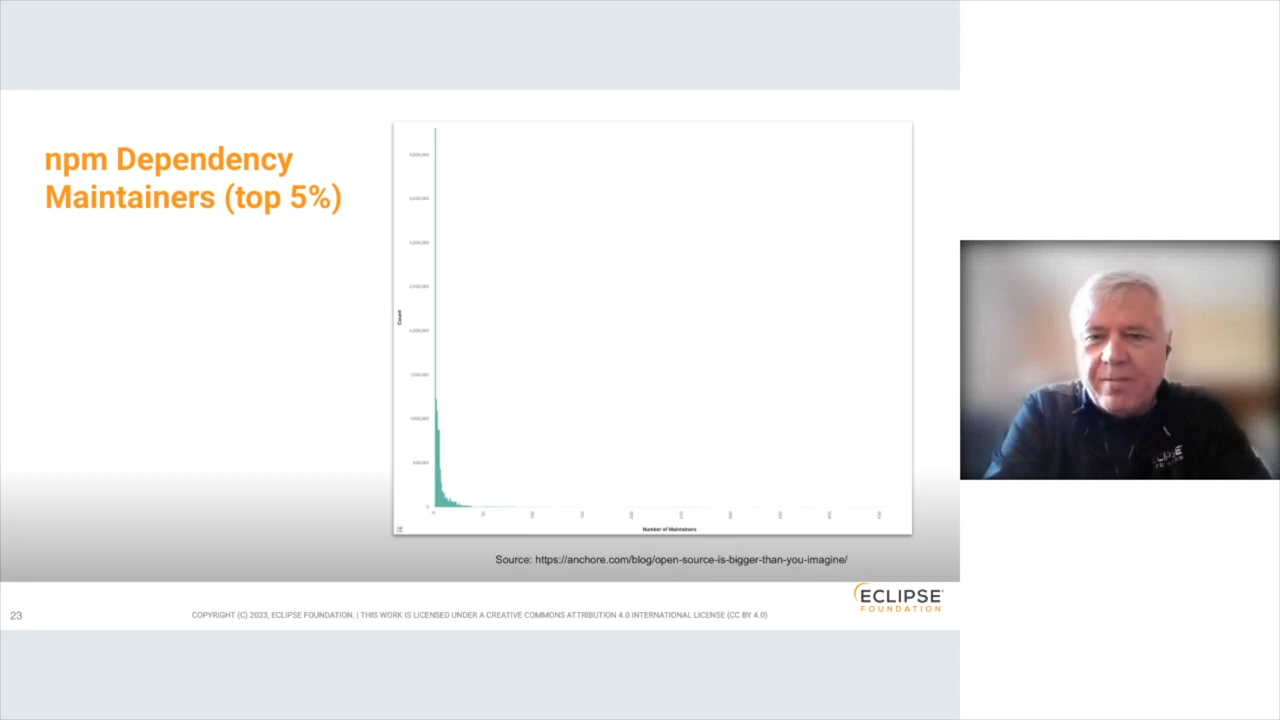 npm Dependency
Maintainers (top 5%)
Count
Number of Maintainers
Source: https://anchore.com/blog/open-source-is-bigger-than-you-imagine/
ECLIPSE
FOUNDATION
23
COPYRIGHT (C) 2023, ECLIPSE FOUNDATION. | THIS WORK IS LICENSED UNDER A CREATIVE COMMONS ATTRIBUTION 4.0 INTERNATIONAL LICENSE (CC BY 4.0)